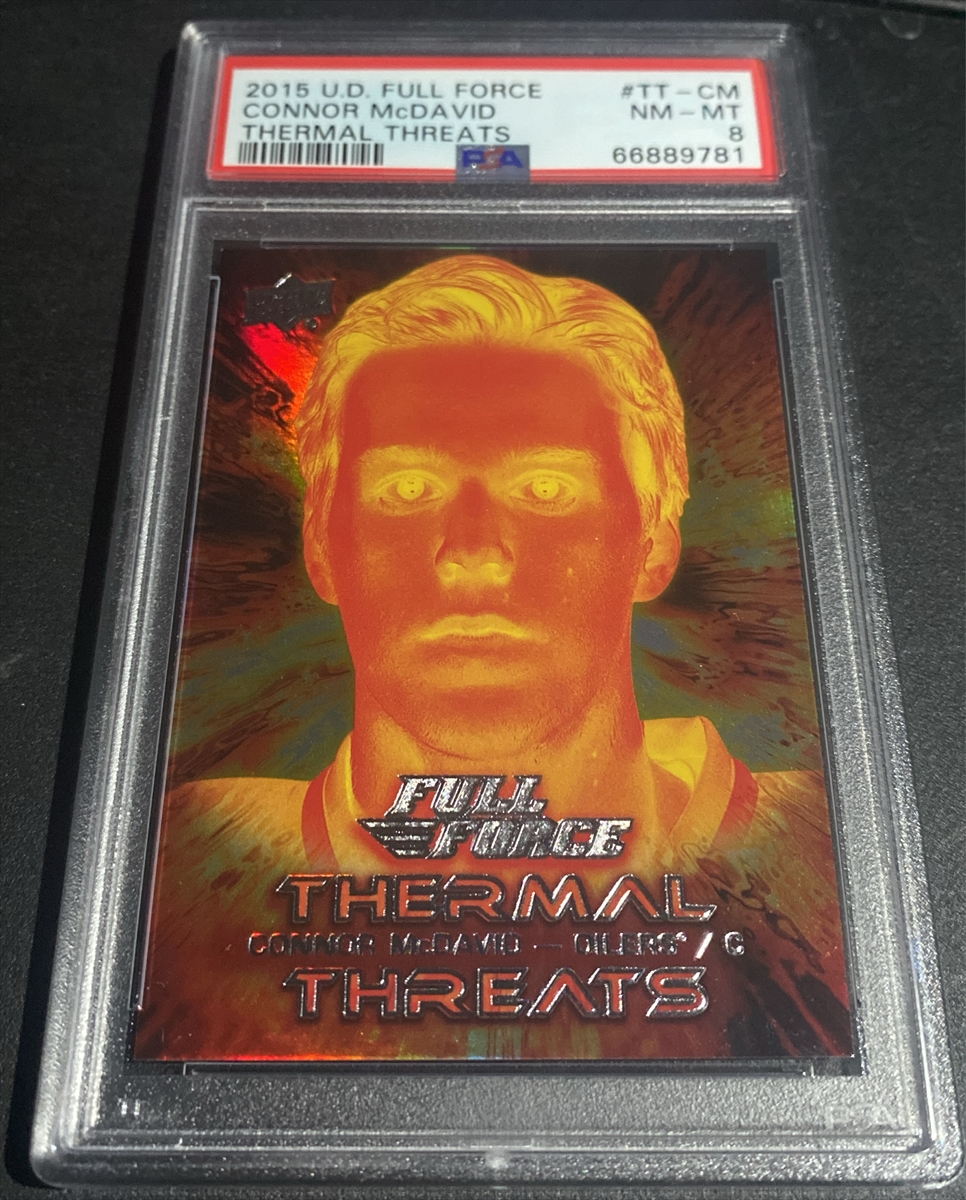 2015 U.D. FULL FORCE #TT-CM
CONNOR McDAVID NM-MT
THERMAL THREATS 8
PSA 66889781
FULL
FORCE
THERMAL
CONNOR McDAVID — OILERS® / C
THREATS